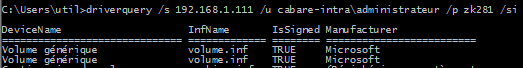 C:\Users\util>driverquery /s 192.168.1.111 /u cabare-intra\administrateur /p zk281 /si
DeviceName InfName IsSigned Manufacturer
============================== ============= ======== =========================
Volume générique volume.inf TRUE Microsoft
Volume générique volume.inf TRUE Microsoft